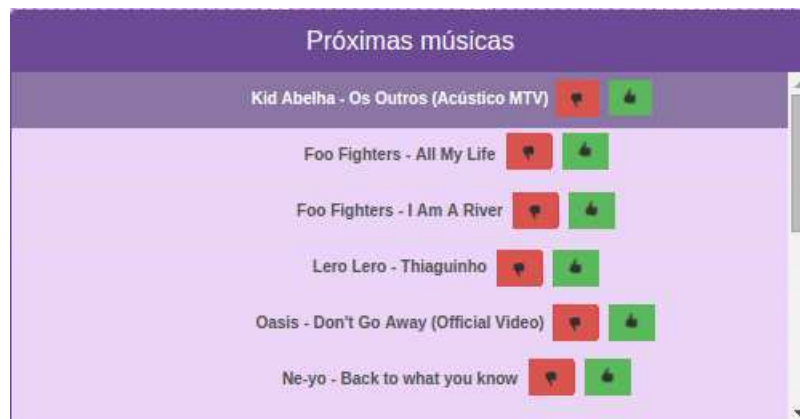 Próximas músicas
Kid Abelha - Os Outros (Acústico MTV)
Foo Fighters - All My Life
Foo Fighters - I Am A River
Lero Lero - Thiaguinho
Oasis - Don't Go Away (Official Video)
Ne-yo - Back to what you know